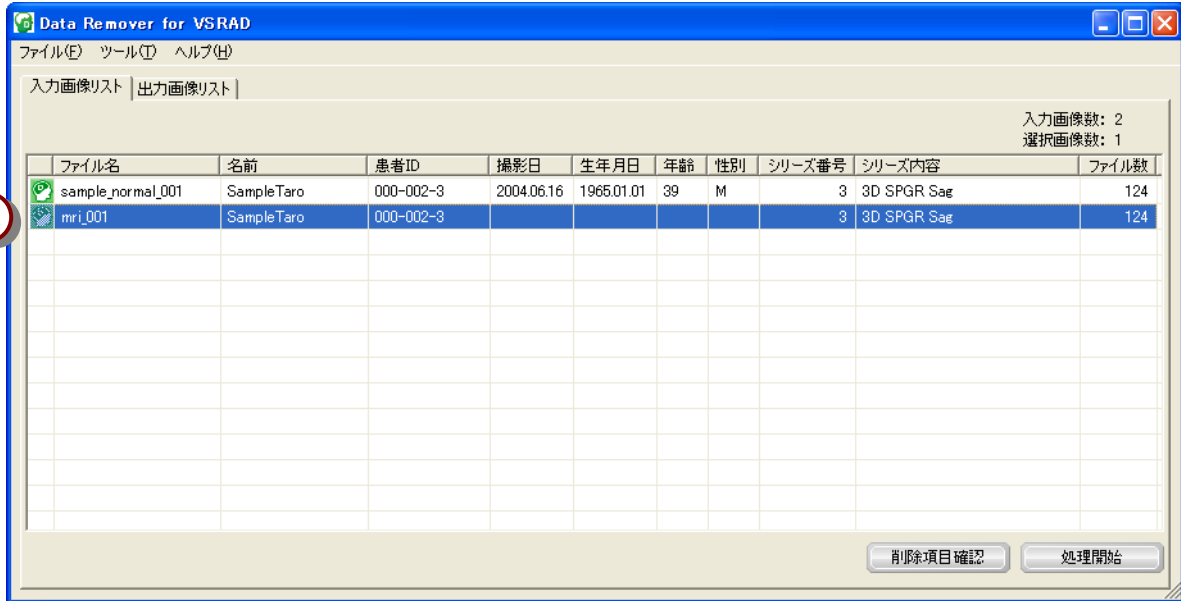 Data Remover for VSRAD
ファイル(F) ツール(T) ヘルプ(H)
入力画像リスト 出力画像リスト
入力画像数: 2
選択画像数: 1
ファイル名 名前 患者ID 撮影日 生年月日 年齢 性別 シリーズ番号 シリーズ内容 ファイル数
sample_normal_001 SampleTaro 000-002-3 2004.06.16 1965.01.01 39 M 3 3D SPGR Sag 124
mri_001 SampleTaro 000-002-3 3 3D SPGR Sag 124
削除項目確認 処理開始